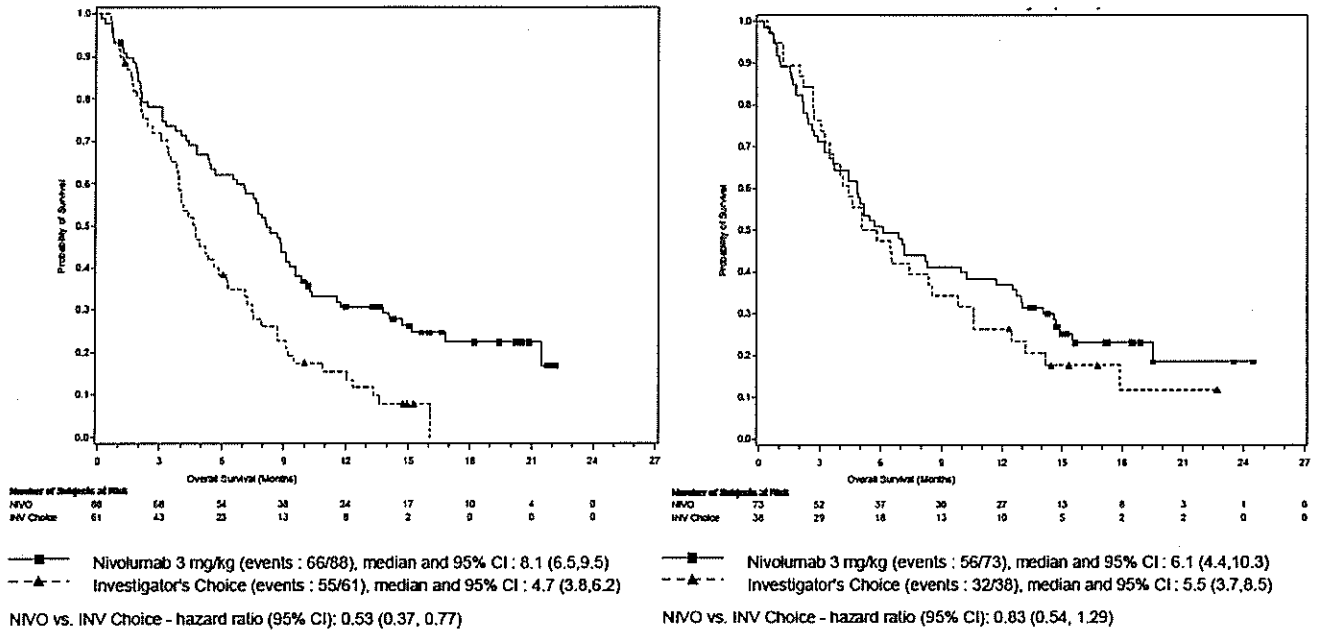 1.0
0.9
0.8
0.7
0.6
0.5
0.4
0.3
0.2
0.1
0.0
Probability of Survival
0 3 6 9 12 15 18 21 24 27
Overall Survival (Months)
Number of Subjects at Risk
NIVO 88 68 54 38 24 17 10 4 0
INV Choice 61 43 23 13 8 2 0 0 0
Nivolumab 3 mg/kg (events : 66/88), median and 95% CI : 8.1 (6.5,9.5)
Investigator's Choice (events : 55/61), median and 95% CI : 4.7 (3.8,6.2)
NIVO vs. INV Choice - hazard ratio (95% CI): 0.53 (0.37, 0.77)
1.0
0.9
0.8
0.7
0.6
0.5
0.4
0.3
0.2
0.1
0.0
Probability of Survival
0 3 6 9 12 15 18 21 24 27
Overall Survival (Months)
Number of Subjects at Risk
NIVO 73 52 37 30 27 13 8 3 1 0
INV Choice 38 29 18 13 10 5 2 2 0 0
Nivolumab 3 mg/kg (events : 56/73), median and 95% CI : 6.1 (4.4,10.3)
Investigator's Choice (events : 32/38), median and 95% CI : 5.5 (3.7,8.5)
NIVO vs. INV Choice - hazard ratio (95% CI): 0.83 (0.54, 1.29)